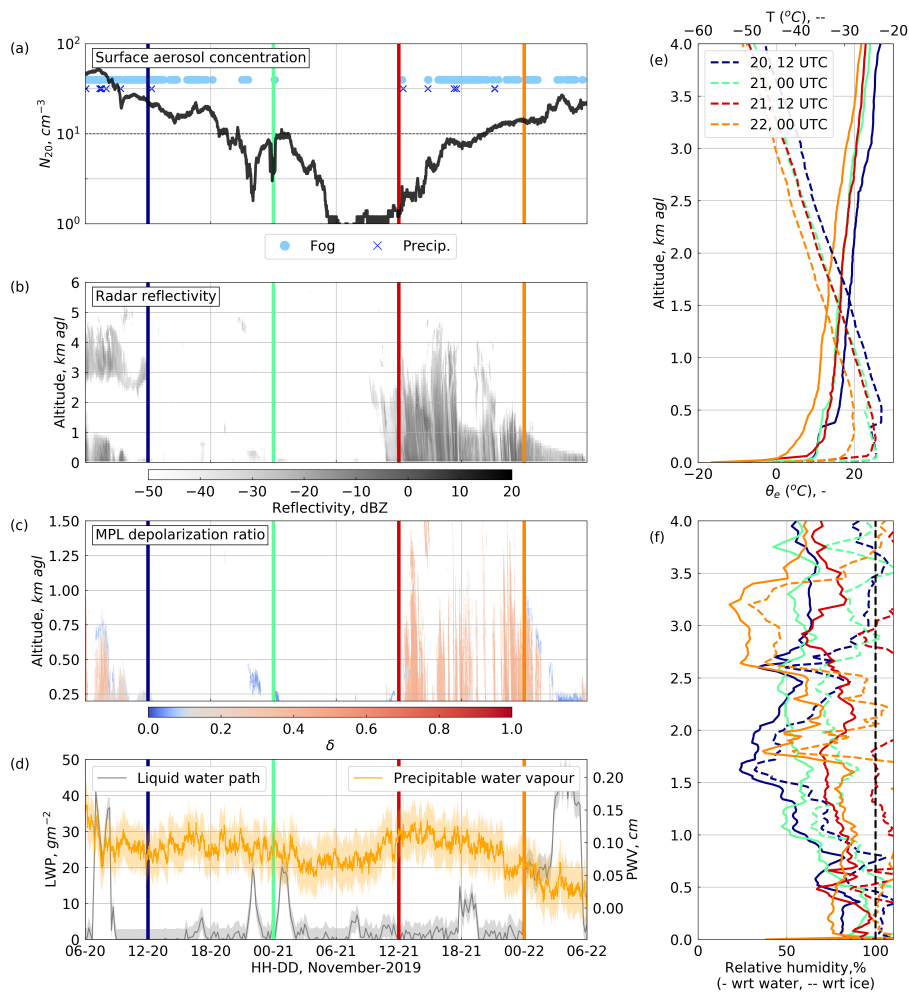 (a)
Surface aerosol concentration
10²
10¹
10⁰
N₂₀, cm⁻³
Fog
Precip.
(b)
Radar reflectivity
6
5
4
3
2
1
0
Altitude, km agl
−50 −40 −30 −20 −10 0 10 20
Reflectivity, dBZ
(c)
MPL depolarization ratio
1.50
1.25
1.00
0.75
0.50
0.25
Altitude, km agl
0.0 0.2 0.4 0.6 0.8 1.0
δ
(d)
Liquid water path
Precipitable water vapour
50
40
30
20
10
0
LWP, gm⁻²
0.20
0.15
0.10
0.05
0.00
PWV, cm
06-20 12-20 18-20 00-21 06-21 12-21 18-21 00-22 06-22
HH-DD, November-2019
T (°C), --
−60 −50 −40 −30 −20
(e)
20, 12 UTC
21, 00 UTC
21, 12 UTC
22, 00 UTC
4.0
3.5
3.0
2.5
2.0
1.5
1.0
0.5
0.0
Altitude, km agl
−20 0 20
θₑ (°C), -
(f)
4.0
3.5
3.0
2.5
2.0
1.5
1.0
0.5
0.0
0 50 100
Relative humidity,%
(- wrt water, -- wrt ice)